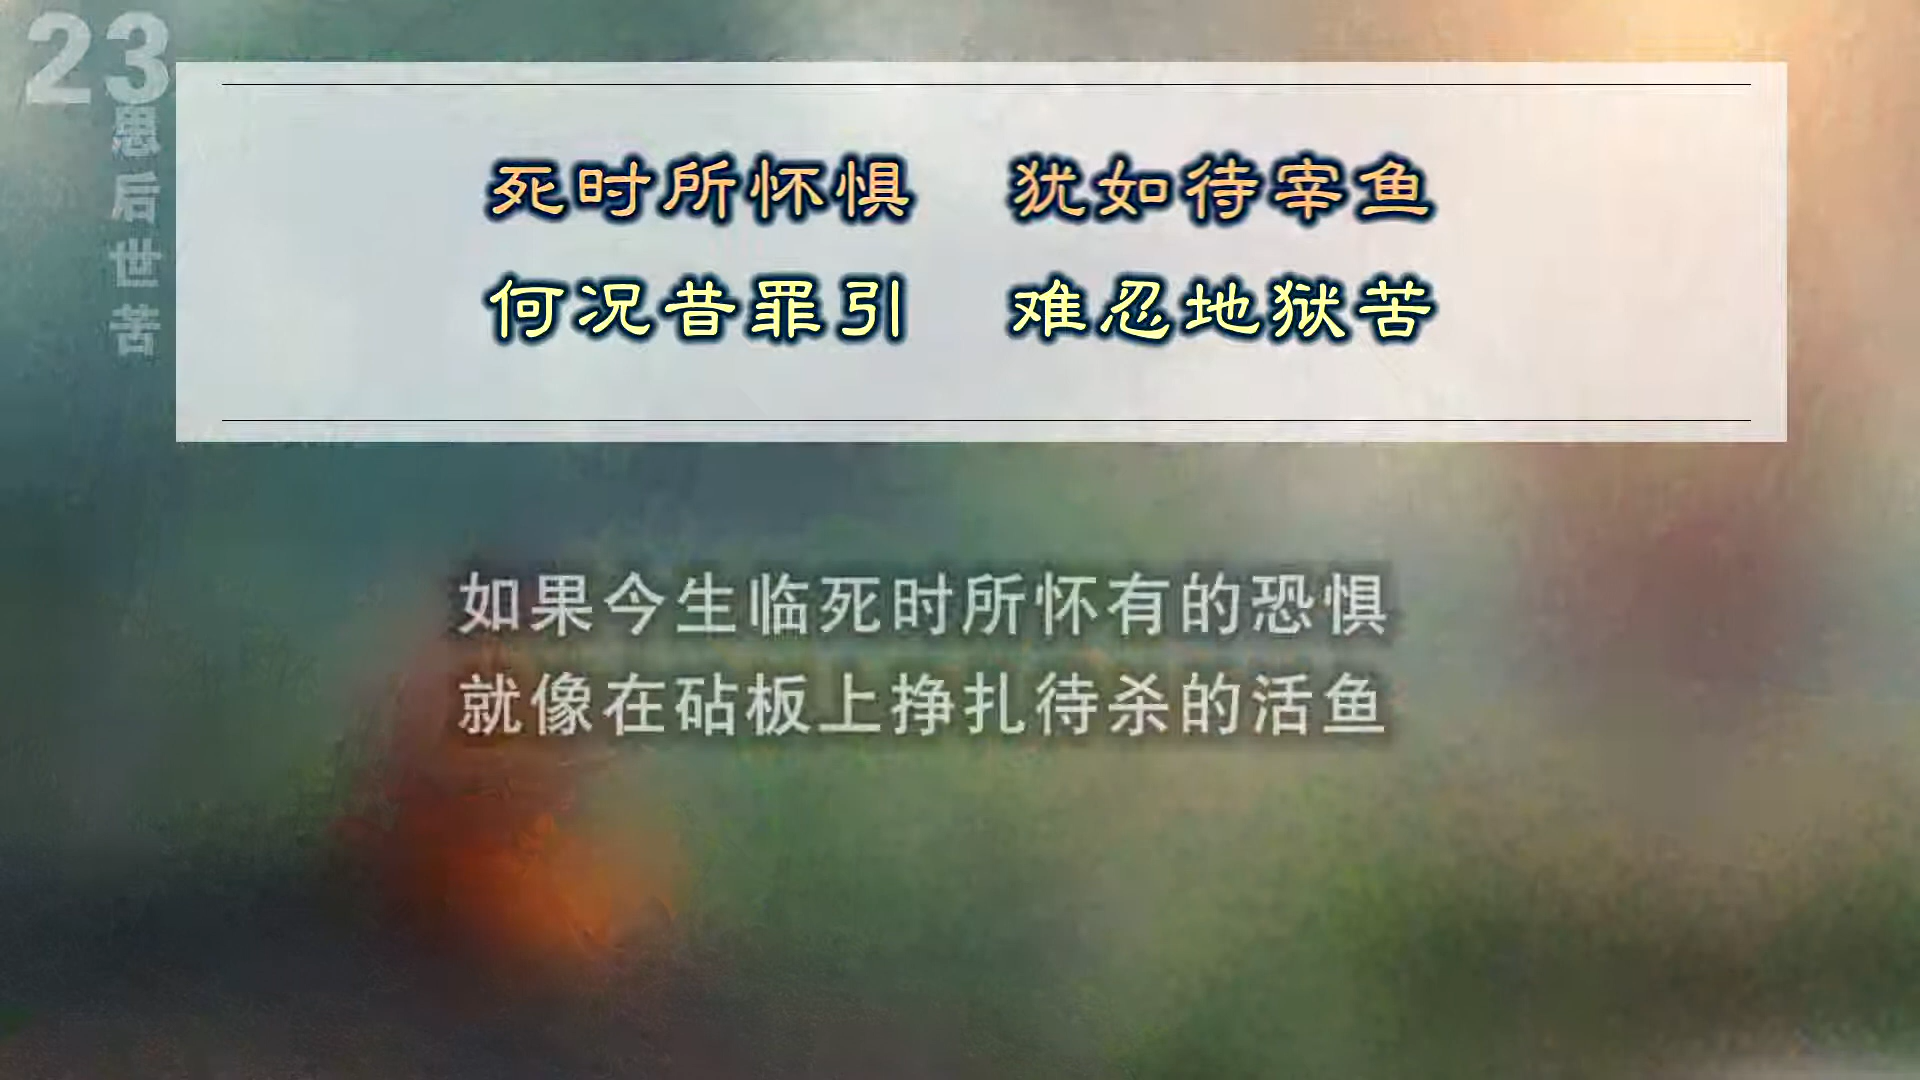 23
思后世苦
死时所怀惧 犹如待宰鱼
何况昔罪引 难忍地狱苦
如果今生临死时所怀有的恐惧
就像在砧板上挣扎待杀的活鱼